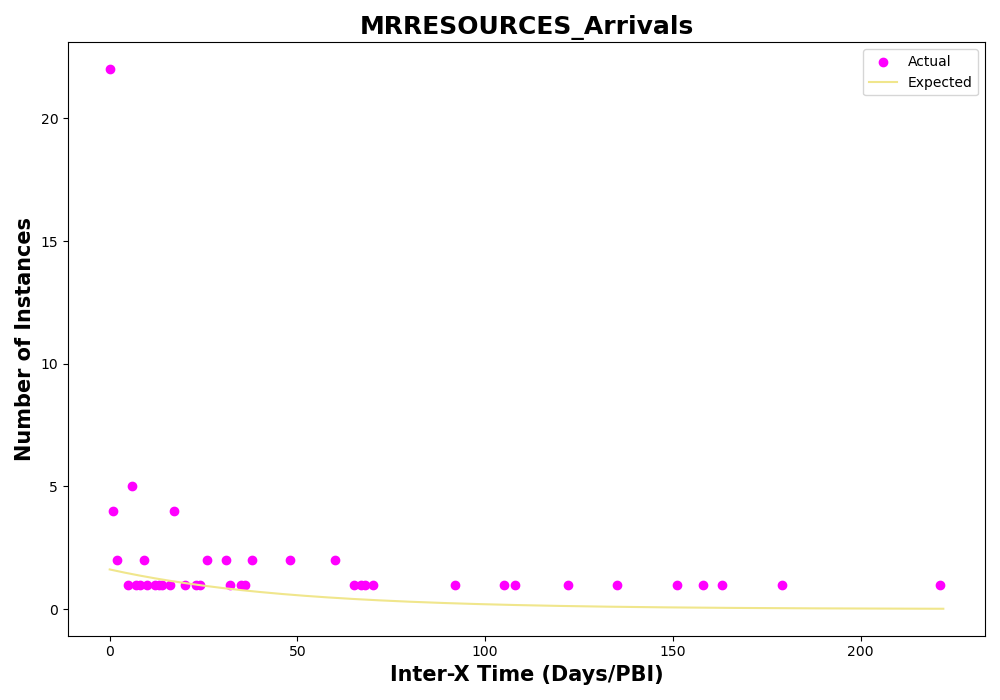 MRRESOURCES_Arrivals
Actual
Expected
Number of Instances
20
15
10
5
0
0
50
100
150
200
Inter-X Time (Days/PBI)